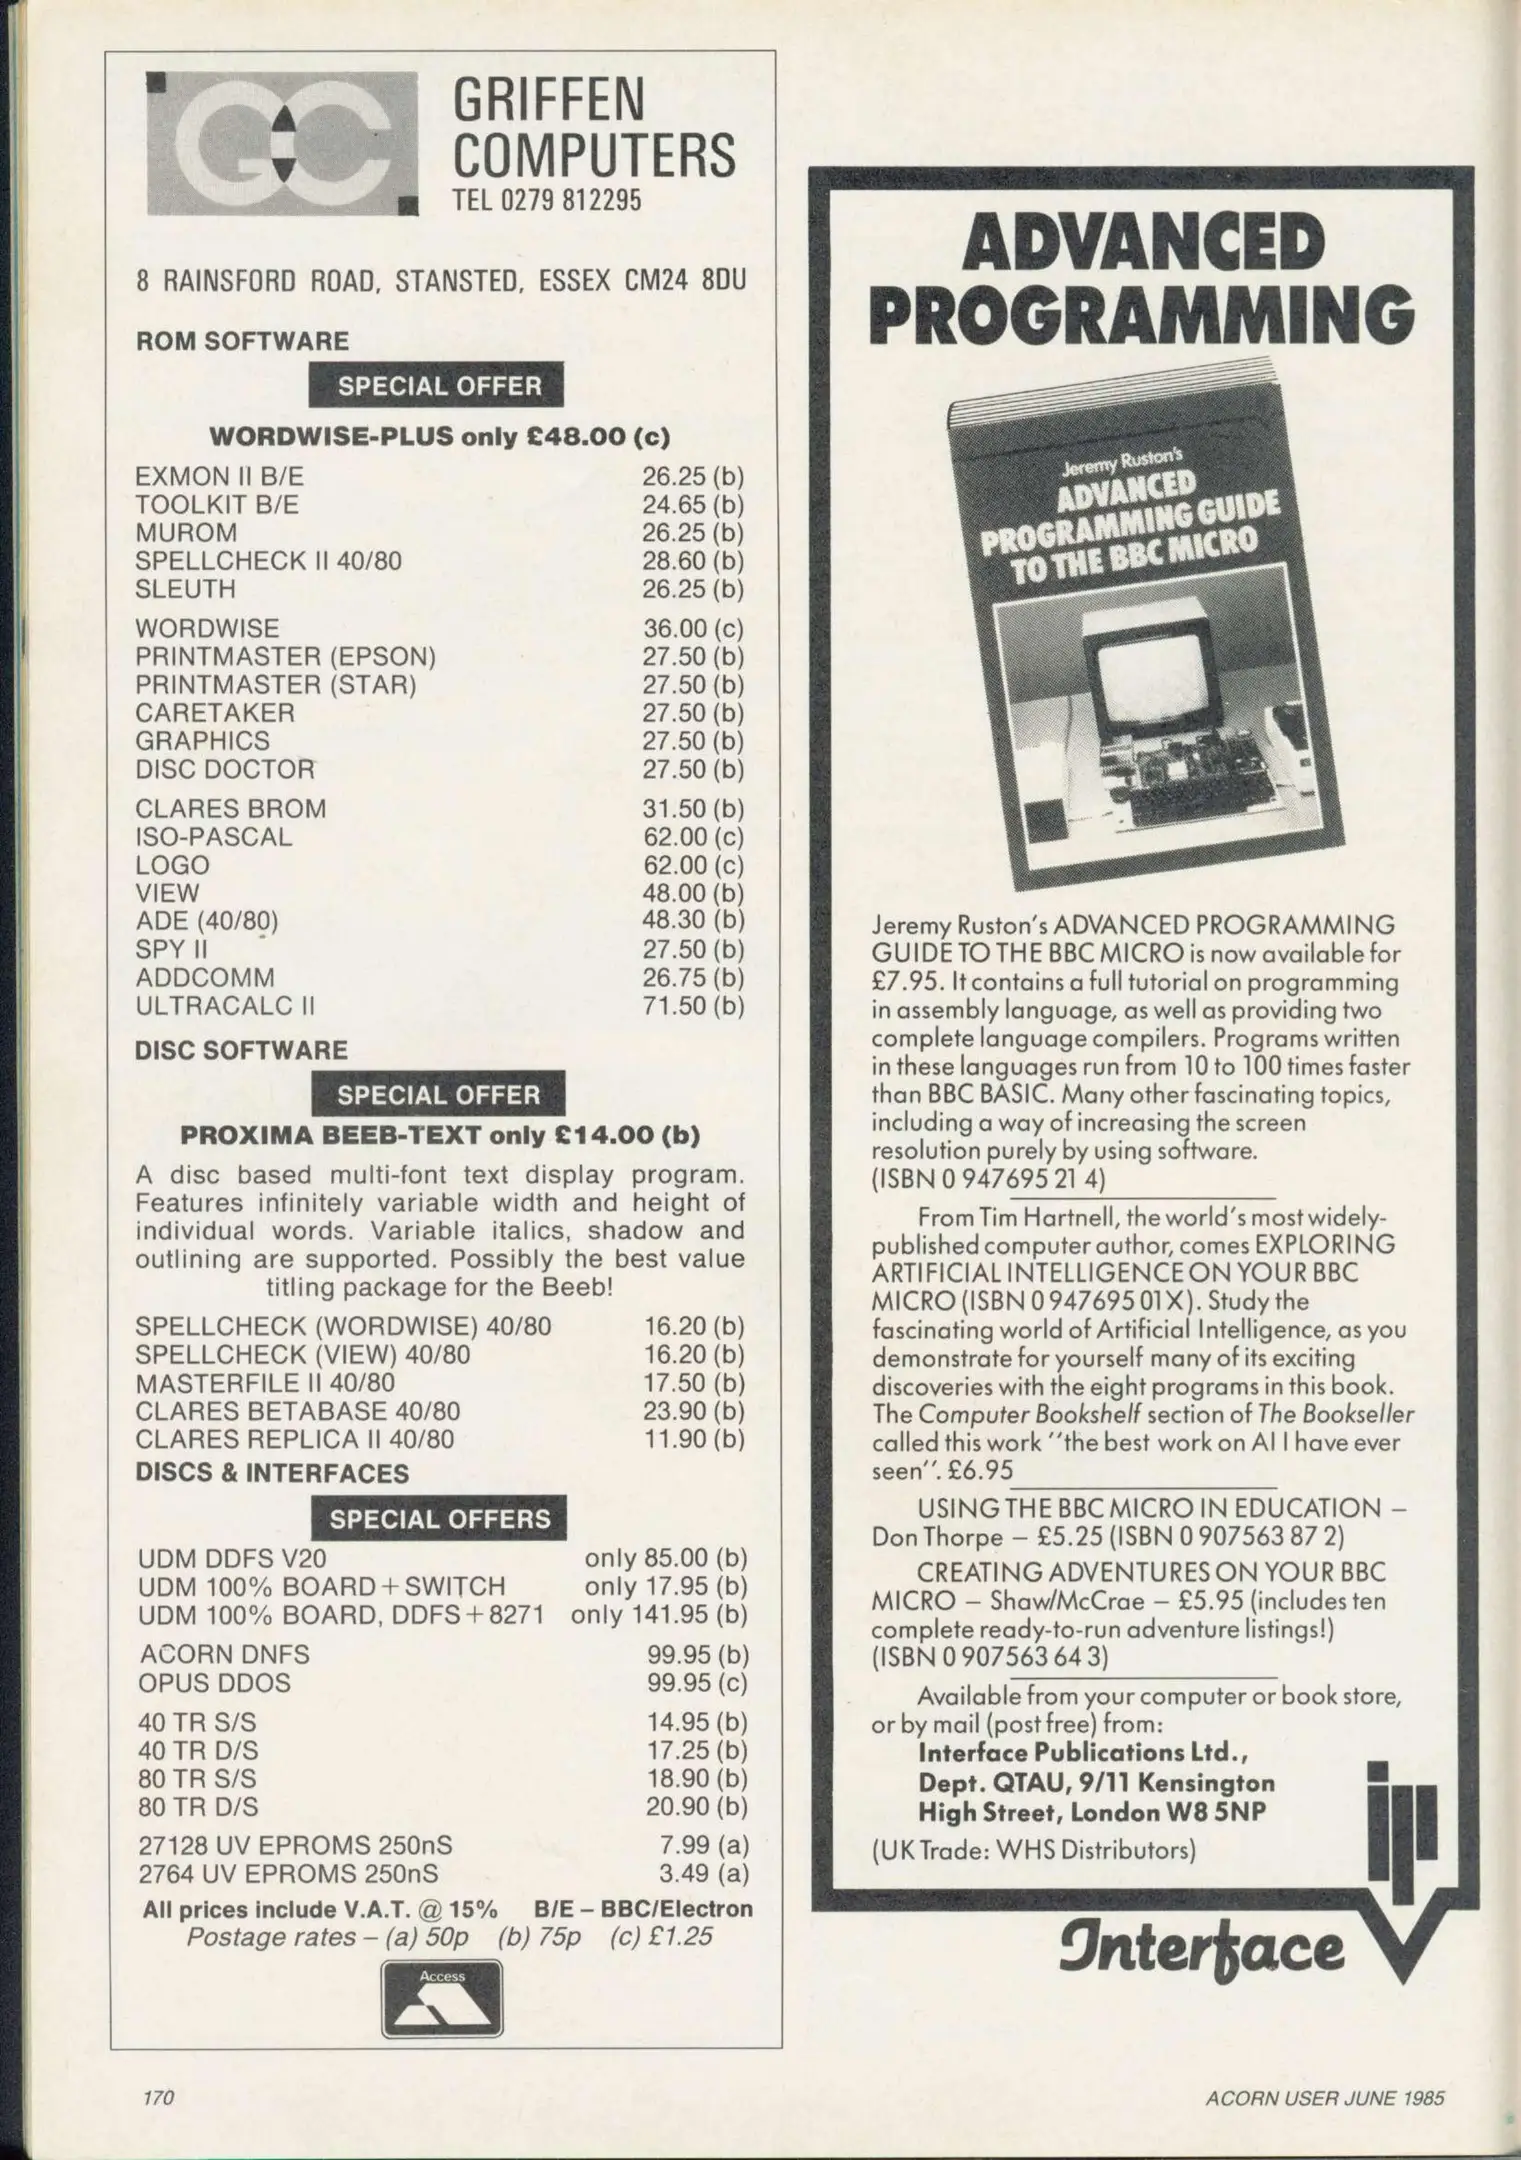 GC
GRIFFEN
COMPUTERS
TEL 0279 812295
8 RAINSFORD ROAD, STANSTED, ESSEX CM24 8DU
ROM SOFTWARE
SPECIAL OFFER
WORDWISE-PLUS only £48.00 (c)
EXMON II B/E 26.25 (b)
TOOLKIT B/E 24.65 (b)
MUROM 26.25 (b)
SPELLCHECK II 40/80 28.60 (b)
SLEUTH 26.25 (b)
WORDWISE 36.00 (c)
PRINTMASTER (EPSON) 27.50 (b)
PRINTMASTER (STAR) 27.50 (b)
CARETAKER 27.50 (b)
GRAPHICS 27.50 (b)
DISC DOCTOR 27.50 (b)
CLARES BROM 31.50 (b)
ISO-PASCAL 62.00 (c)
LOGO 62.00 (c)
VIEW 48.00 (b)
ADE (40/80) 48.30 (b)
SPY II 27.50 (b)
ADDCOMM 26.75 (b)
ULTRACALC II 71.50 (b)
DISC SOFTWARE
SPECIAL OFFER
PROXIMA BEEB-TEXT only £14.00 (b)
A disc based multi-font text display program.
Features infinitely variable width and height of
individual words. Variable italics, shadow and
outlining are supported. Possibly the best value
titling package for the Beeb!
SPELLCHECK (WORDWISE) 40/80 16.20 (b)
SPELLCHECK (VIEW) 40/80 16.20 (b)
MASTERFILE II 40/80 17.50 (b)
CLARES BETABASE 40/80 23.90 (b)
CLARES REPLICA II 40/80 11.90 (b)
DISCS & INTERFACES
SPECIAL OFFERS
UDM DDFS V20 only 85.00 (b)
UDM 100% BOARD+SWITCH only 17.95 (b)
UDM 100% BOARD, DDFS+8271 only 141.95 (b)
ACORN DNFS 99.95 (b)
OPUS DDOS 99.95 (c)
40 TR S/S 14.95 (b)
40 TR D/S 17.25 (b)
80 TR S/S 18.90 (b)
80 TR D/S 20.90 (b)
27128 UV EPROMS 250nS 7.99 (a)
2764 UV EPROMS 250nS 3.49 (a)
All prices include V.A.T. @ 15% B/E – BBC/Electron
Postage rates – (a) 50p (b) 75p (c) £1.25
Access
ADVANCED
PROGRAMMING
Jeremy Ruston's
ADVANCED
PROGRAMMING GUIDE
TO THE BBC MICRO
Jeremy Ruston's ADVANCED PROGRAMMING
GUIDE TO THE BBC MICRO is now available for
£7.95. It contains a full tutorial on programming
in assembly language, as well as providing two
complete language compilers. Programs written
in these languages run from 10 to 100 times faster
than BBC BASIC. Many other fascinating topics,
including a way of increasing the screen
resolution purely by using software.
(ISBN 0 947695 21 4)
From Tim Hartnell, the world's most widely-
published computer author, comes EXPLORING
ARTIFICIAL INTELLIGENCE ON YOUR BBC
MICRO (ISBN 0 947695 01 X). Study the
fascinating world of Artificial Intelligence, as you
demonstrate for yourself many of its exciting
discoveries with the eight programs in this book.
The Computer Bookshelf section of The Bookseller
called this work "the best work on AI I have ever
seen". £6.95
USING THE BBC MICRO IN EDUCATION –
Don Thorpe – £5.25 (ISBN 0 907563 87 2)
CREATING ADVENTURES ON YOUR BBC
MICRO – Shaw/McCrae – £5.95 (includes ten
complete ready-to-run adventure listings!)
(ISBN 0 907563 64 3)
Available from your computer or book store,
or by mail (post free) from:
Interface Publications Ltd.,
Dept. QTAU, 9/11 Kensington
High Street, London W8 5NP
(UK Trade: WHS Distributors)
ip
Interface
170
ACORN USER JUNE 1985